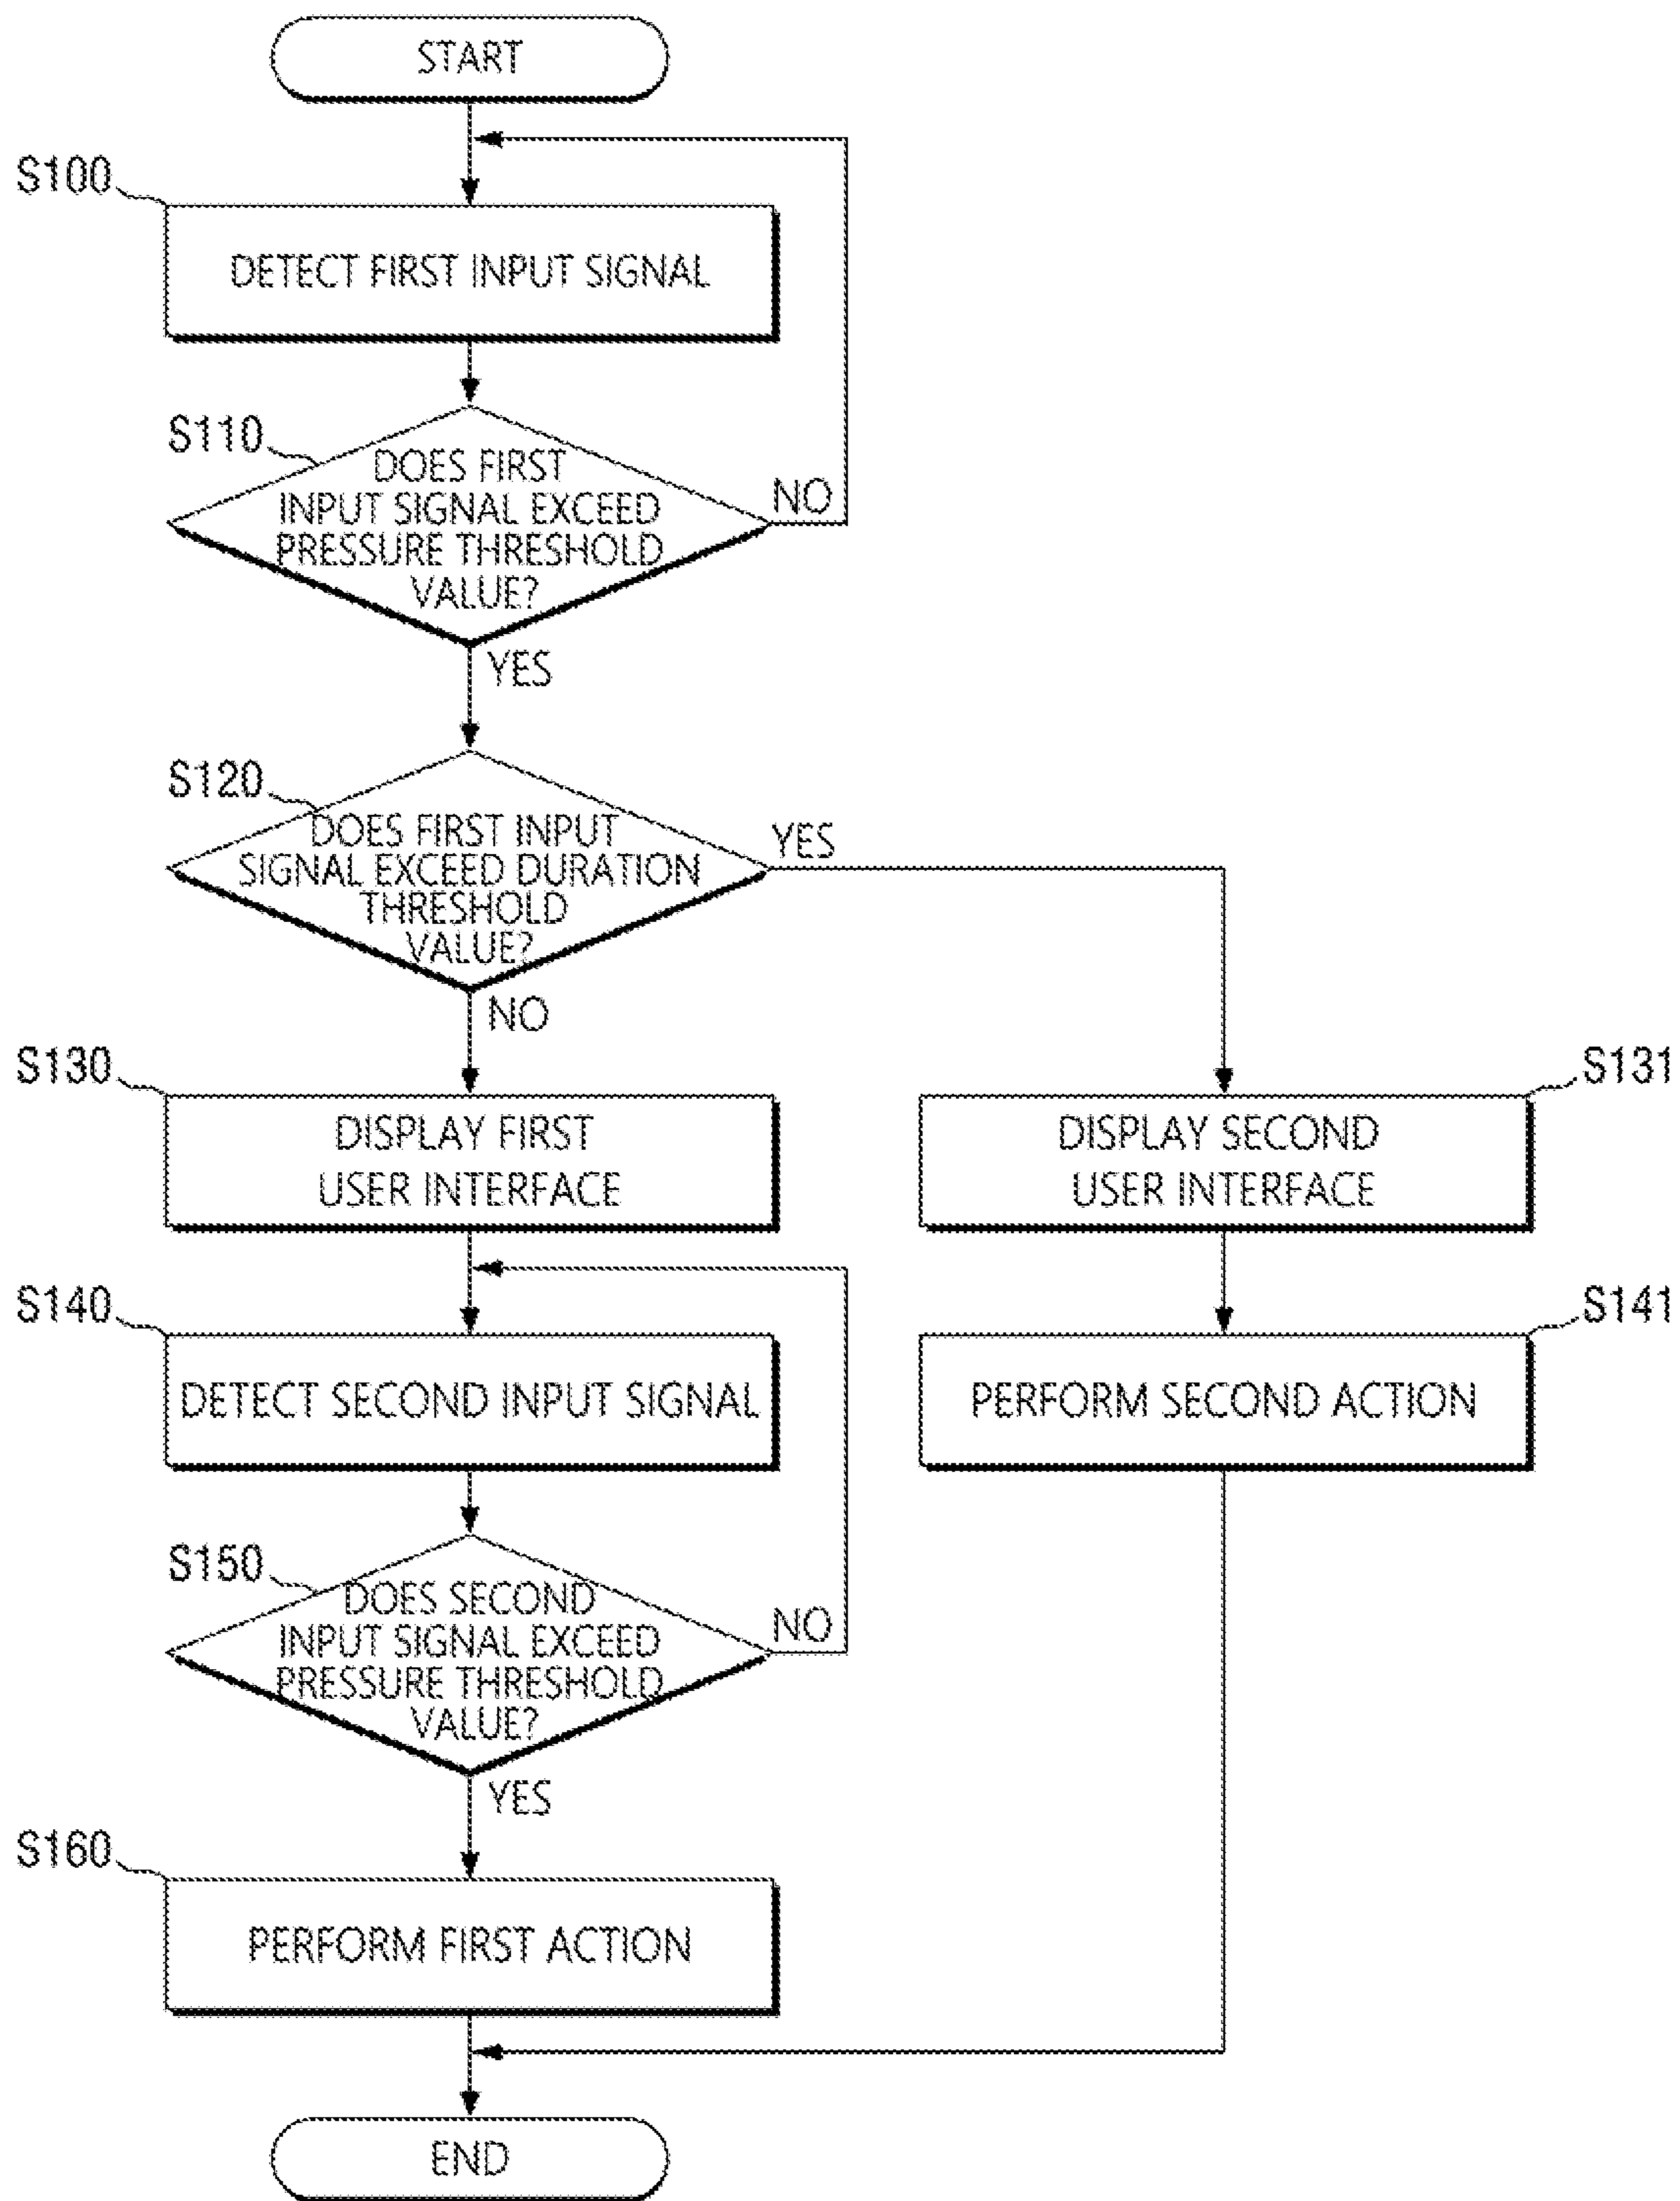 START
S100
DETECT FIRST INPUT SIGNAL
S110
DOES FIRST
INPUT SIGNAL EXCEED
PRESSURE THRESHOLD
VALUE?
NO
YES
S120
DOES FIRST INPUT
SIGNAL EXCEED DURATION
THRESHOLD
VALUE?
YES
NO
S130
DISPLAY FIRST
USER INTERFACE
S131
DISPLAY SECOND
USER INTERFACE
S140
DETECT SECOND INPUT SIGNAL
S141
PERFORM SECOND ACTION
S150
DOES SECOND
INPUT SIGNAL EXCEED
PRESSURE THRESHOLD
VALUE?
NO
YES
S160
PERFORM FIRST ACTION
END